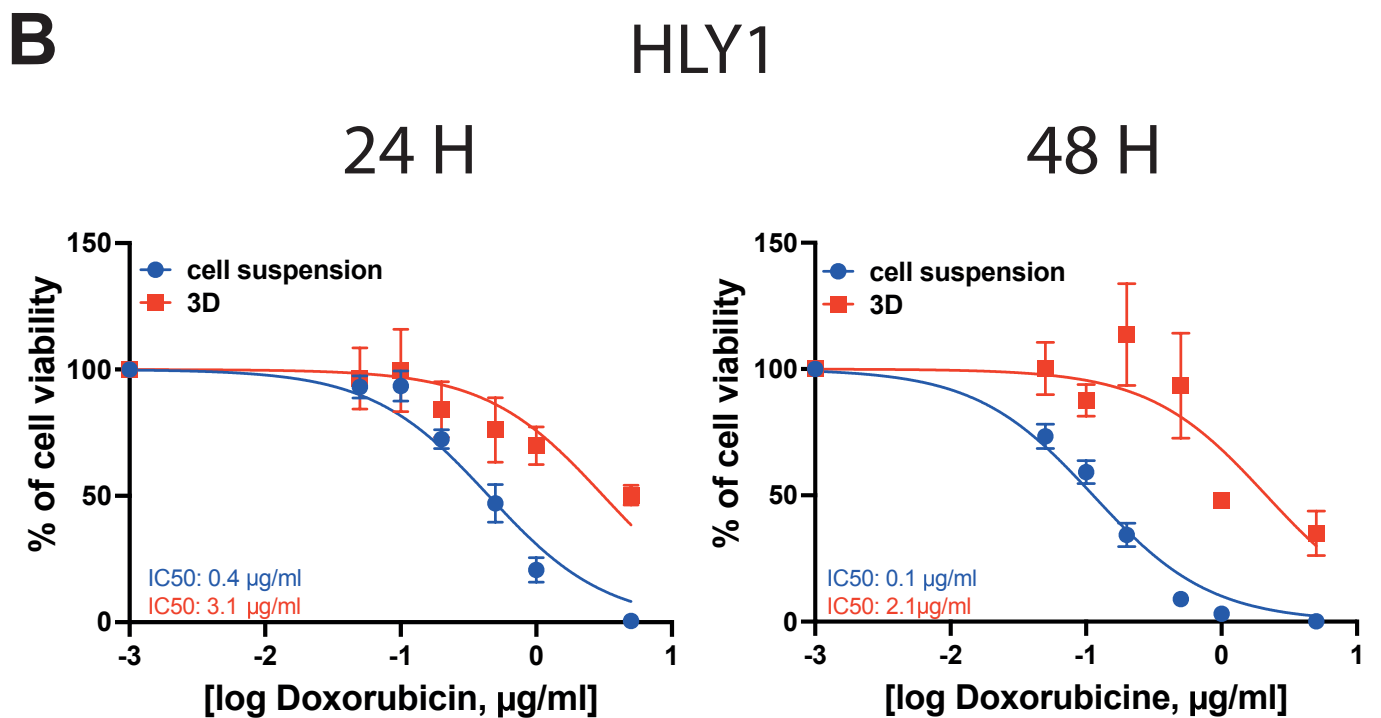 B
HLY1
24 H
48 H
% of cell viability
150
100
50
0
cell suspension
3D
IC50: 0.4 µg/ml
IC50: 3.1 µg/ml
-3 -2 -1 0 1
[log Doxorubicin, µg/ml]
% of cell viability
150
100
50
0
cell suspension
3D
IC50: 0.1 µg/ml
IC50: 2.1µg/ml
-3 -2 -1 0 1
[log Doxorubicine, µg/ml]